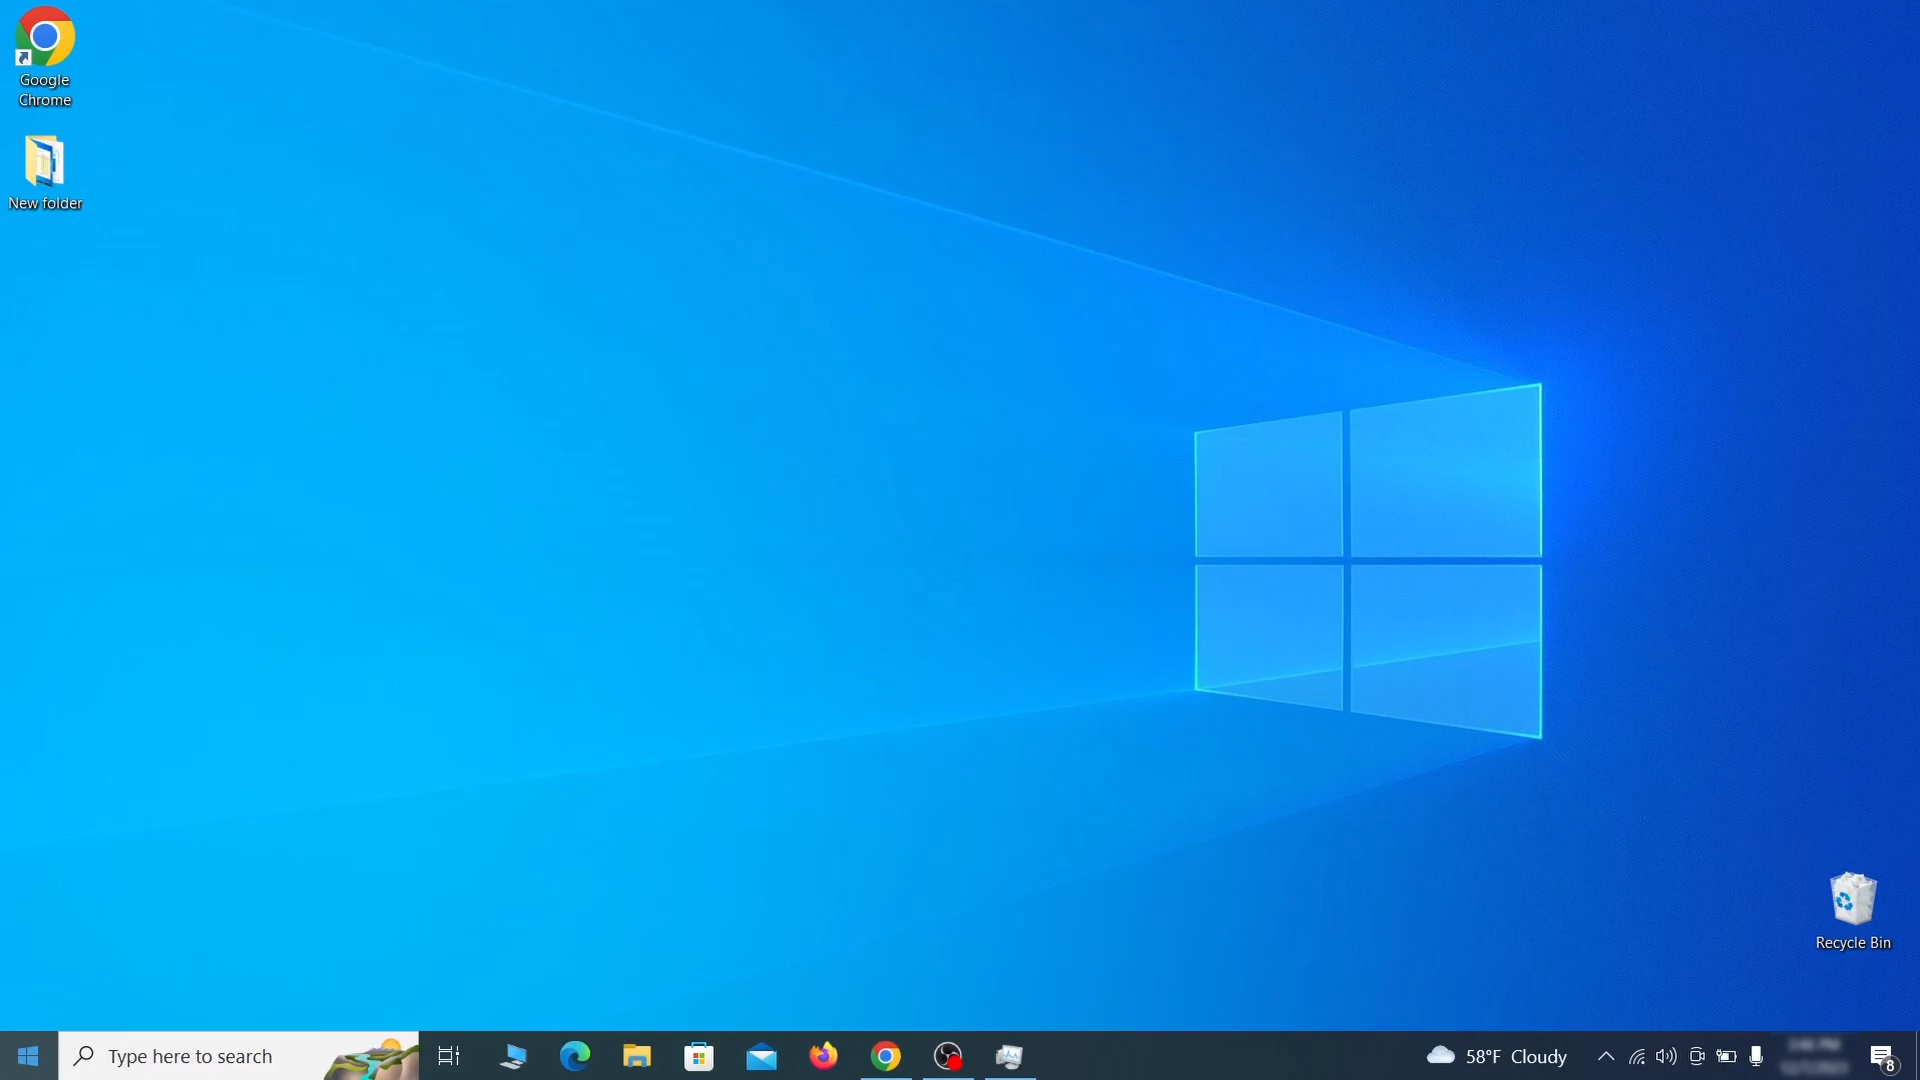 Google
Chrome
New folder
Recycle Bin
Type here to search
58°F Cloudy
8